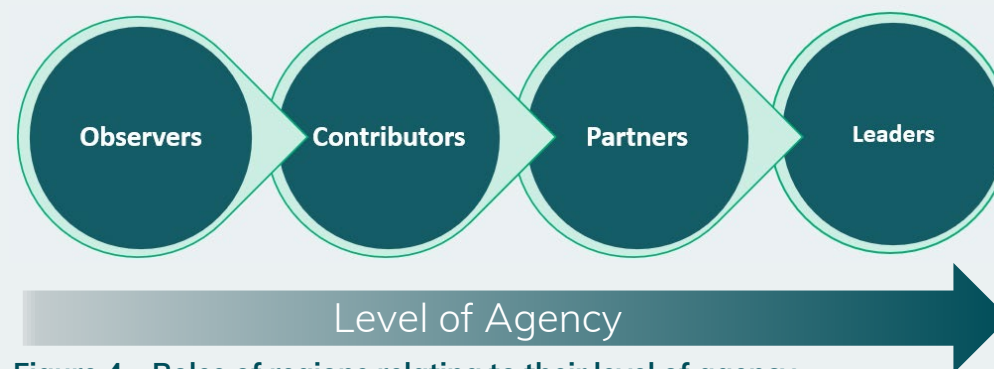 Observers
Contributors
Partners
Leaders
Level of Agency
Figure 4 – Roles of regions relating to their level of agency